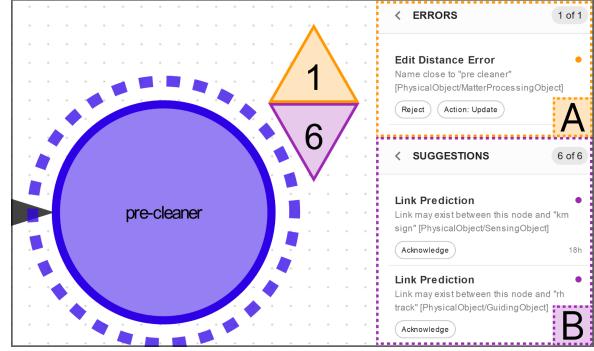 1
6
pre-cleaner
ERRORS 1 of 1
Edit Distance Error
Name close to "pre cleaner"
[PhysicalObject/MatterProcessingObject]
Reject Action: Update
A
SUGGESTIONS 6 of 6
Link Prediction
Link may exist between this node and "km
sign" [PhysicalObject/SensingObject]
Acknowledge 18h
Link Prediction
Link may exist between this node and "rh
track" [PhysicalObject/GuidingObject]
Acknowledge
B